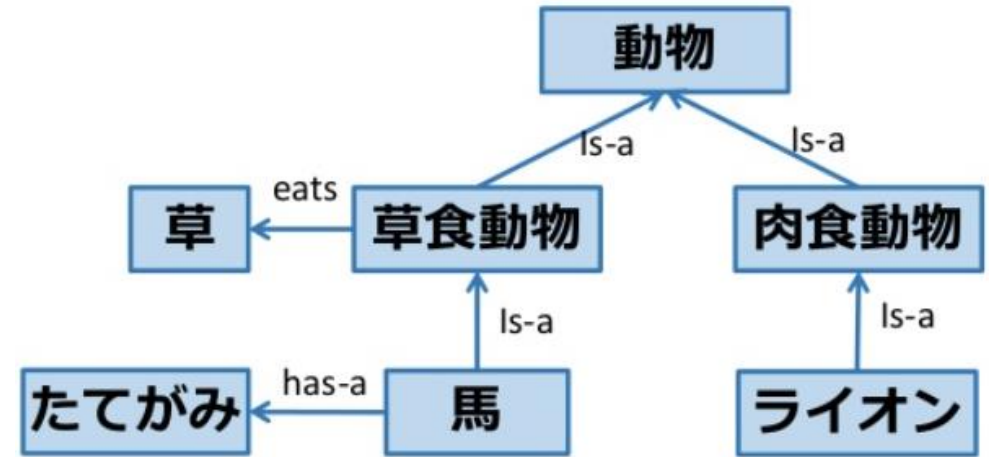 動物
Is-a
Is-a
eats
草
草食動物
肉食動物
Is-a
Is-a
has-a
たてがみ
馬
ライオン